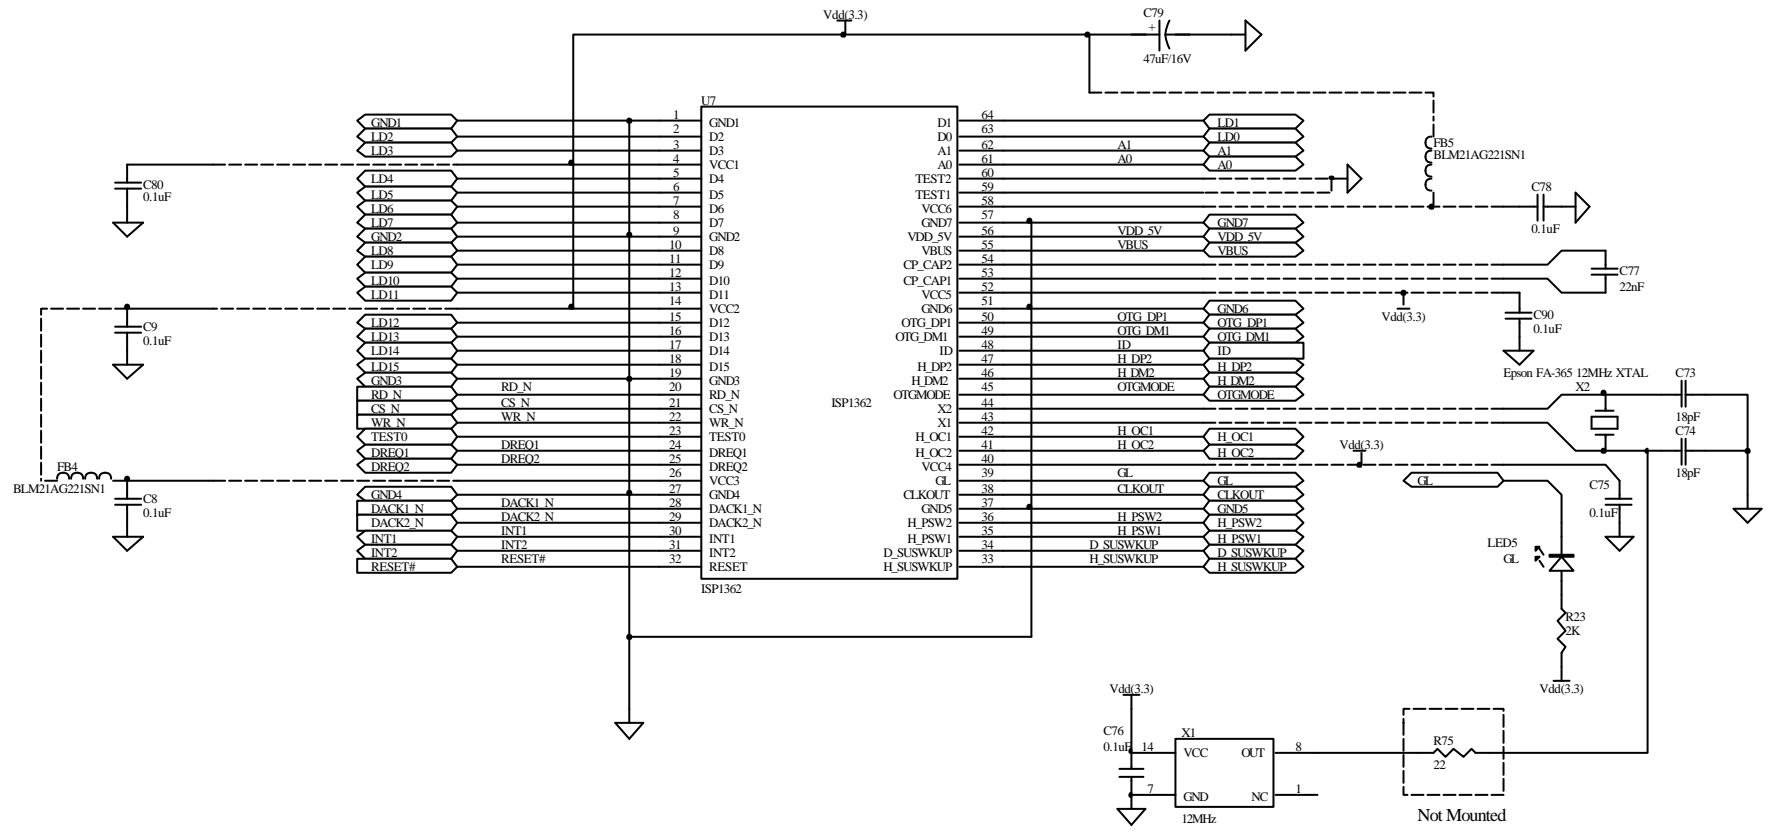 Vdd(3.3)
C79
+
47uF/16V
U7
GND1 1 GND1
LD2 2 D2
LD3 3 D3
4 VCC1
LD4 5 D4
LD5 6 D5
LD6 7 D6
LD7 8 D7
GND2 9 GND2
LD8 10 D8
LD9 11 D9
LD10 12 D10
LD11 13 D11
14 VCC2
LD12 15 D12
LD13 16 D13
LD14 17 D14
LD15 18 D15
GND3 19 GND3
RD_N RD_N 20 RD_N
CS_N CS_N 21 CS_N
WR_N WR_N 22 WR_N
TEST0 23 TEST0
DREQ1 DREQ1 24 DREQ1
DREQ2 DREQ2 25 DREQ2
26 VCC3
GND4 27 GND4
DACK1_N DACK1_N 28 DACK1_N
DACK2_N DACK2_N 29 DACK2_N
INT1 INT1 30 INT1
INT2 INT2 31 INT2
RESET# RESET# 32 RESET
ISP1362
ISP1362
D1 64 LD1
D0 63 LD0
A1 62 A1 A1
A0 61 A0 A0
TEST2 60
TEST1 59
VCC6 58
GND7 57 GND7
VDD_5V 56 VDD_5V VDD_5V
VBUS 55 VBUS VBUS
CP_CAP2 54
CP_CAP1 53
VCC5 52
GND6 51 GND6
OTG_DP1 50 OTG_DP1 OTG_DP1
OTG_DM1 49 OTG_DM1 OTG_DM1
ID 48 ID ID
H_DP2 47 H_DP2 H_DP2
H_DM2 46 H_DM2 H_DM2
OTGMODE 45 OTGMODE OTGMODE
X2 44
X1 43
H_OC1 42 H_OC1 H_OC1
H_OC2 41 H_OC2 H_OC2
VCC4 40
GL 39 GL GL
CLKOUT 38 CLKOUT CLKOUT
GND5 37 GND5
H_PSW2 36 H_PSW2 H_PSW2
H_PSW1 35 H_PSW1 H_PSW1
D_SUSWKUP 34 D_SUSWKUP D_SUSWKUP
H_SUSWKUP 33 H_SUSWKUP H_SUSWKUP
C80
0.1uF
C9
0.1uF
FB4
BLM21AG221SN1
C8
0.1uF
FB5
BLM21AG221SN1
C78
0.1uF
C77
22nF
Vdd(3.3)
C90
0.1uF
Epson FA-365 12MHz XTAL
X2
C73
18pF
C74
18pF
Vdd(3.3)
GL
C75
0.1uF
LED5
GL
R23
2K
Vdd(3.3)
Vdd(3.3)
C76
0.1uF
X1
14 VCC OUT 8
7 GND NC 1
12MHz
R75
22
Not Mounted